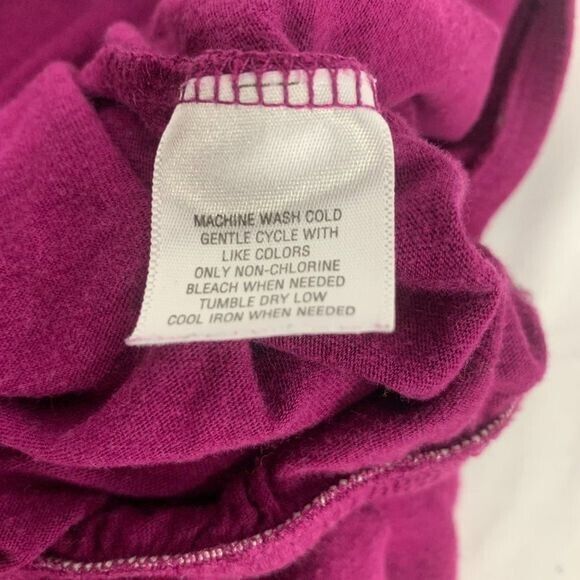 MACHINE WASH COLD
GENTLE CYCLE WITH
LIKE COLORS
ONLY NON-CHLORINE
BLEACH WHEN NEEDED
TUMBLE DRY LOW
COOL IRON WHEN NEEDED